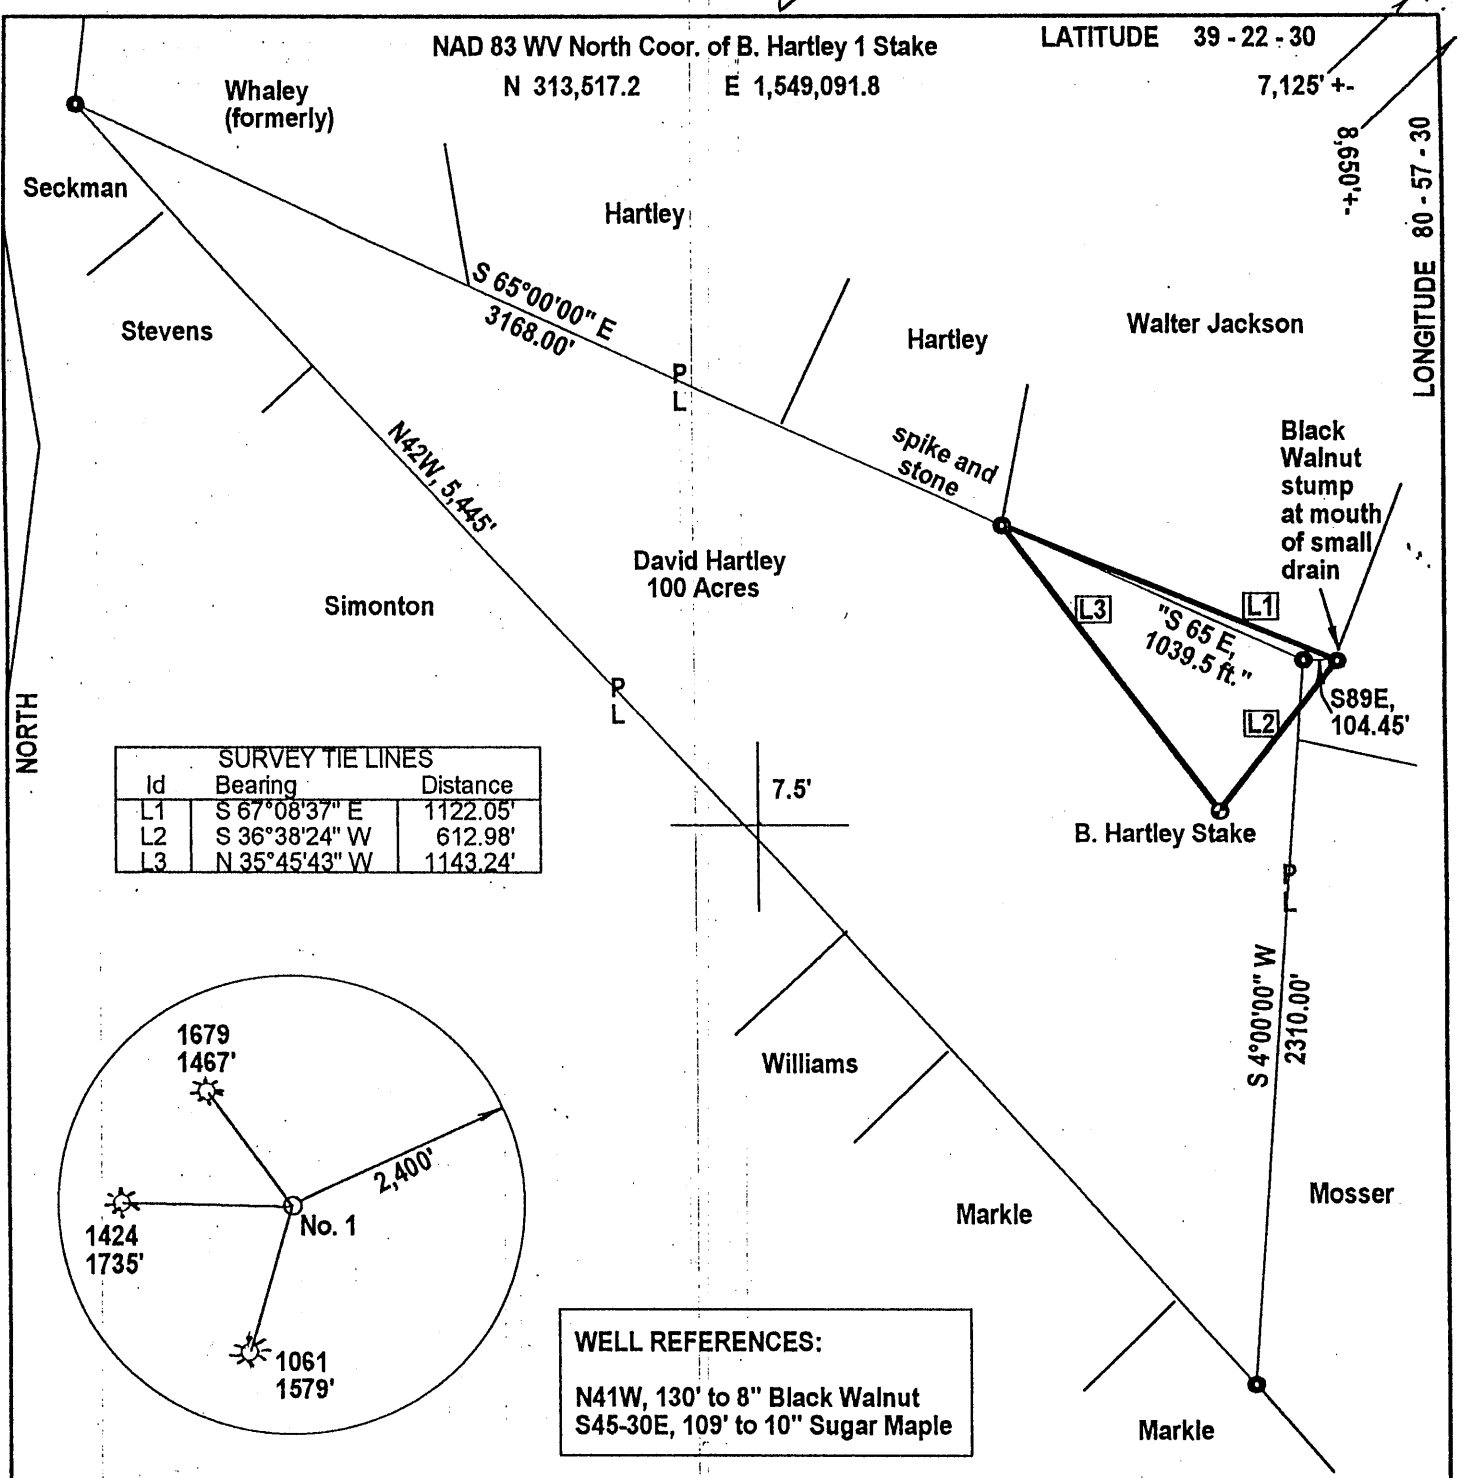 NAD 83 WV North Coor. of B. Hartley 1 Stake
N 313,517.2 E 1,549,091.8
LATITUDE 39 - 22 - 30
7,125' +-
8,650'+-
LONGITUDE 80 - 57 - 30
Whaley
(formerly)
Seckman
Hartley
Stevens
S 65°00'00" E
3168.00'
Hartley
Walter Jackson
P
L
spike and
stone
Black
Walnut
stump
at mouth
of small
drain
N42W, 5,445'
David Hartley
100 Acres
Simonton
L3
L1
"S 65 E,
1039.5 ft."
S89E,
104.45'
L2
P
L
NORTH
SURVEY TIE LINES
Id Bearing Distance
L1 S 67°08'37" E 1122.05'
L2 S 36°38'24" W 612.98'
L3 N 35°45'43" W 1143.24'
7.5'
B. Hartley Stake
P
L
S 4°00'00" W
2310.00'
1679
1467'
2,400'
No. 1
1424
1735'
1061
1579'
Williams
Markle
Mosser
WELL REFERENCES:
N41W, 130' to 8" Black Walnut
S45-30E, 109' to 10" Sugar Maple
Markle